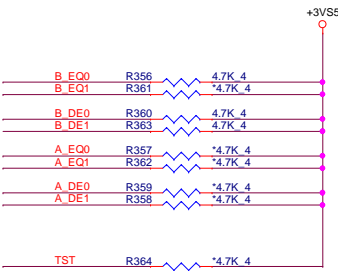 +3VS5
B_EQ0 R356 4.7K_4
B_EQ1 R361 *4.7K_4
B_DE0 R360 4.7K_4
B_DE1 R363 4.7K_4
A_EQ0 R357 *4.7K_4
A_EQ1 R362 *4.7K_4
A_DE0 R359 *4.7K_4
A_DE1 R358 *4.7K_4
TST R364 *4.7K_4